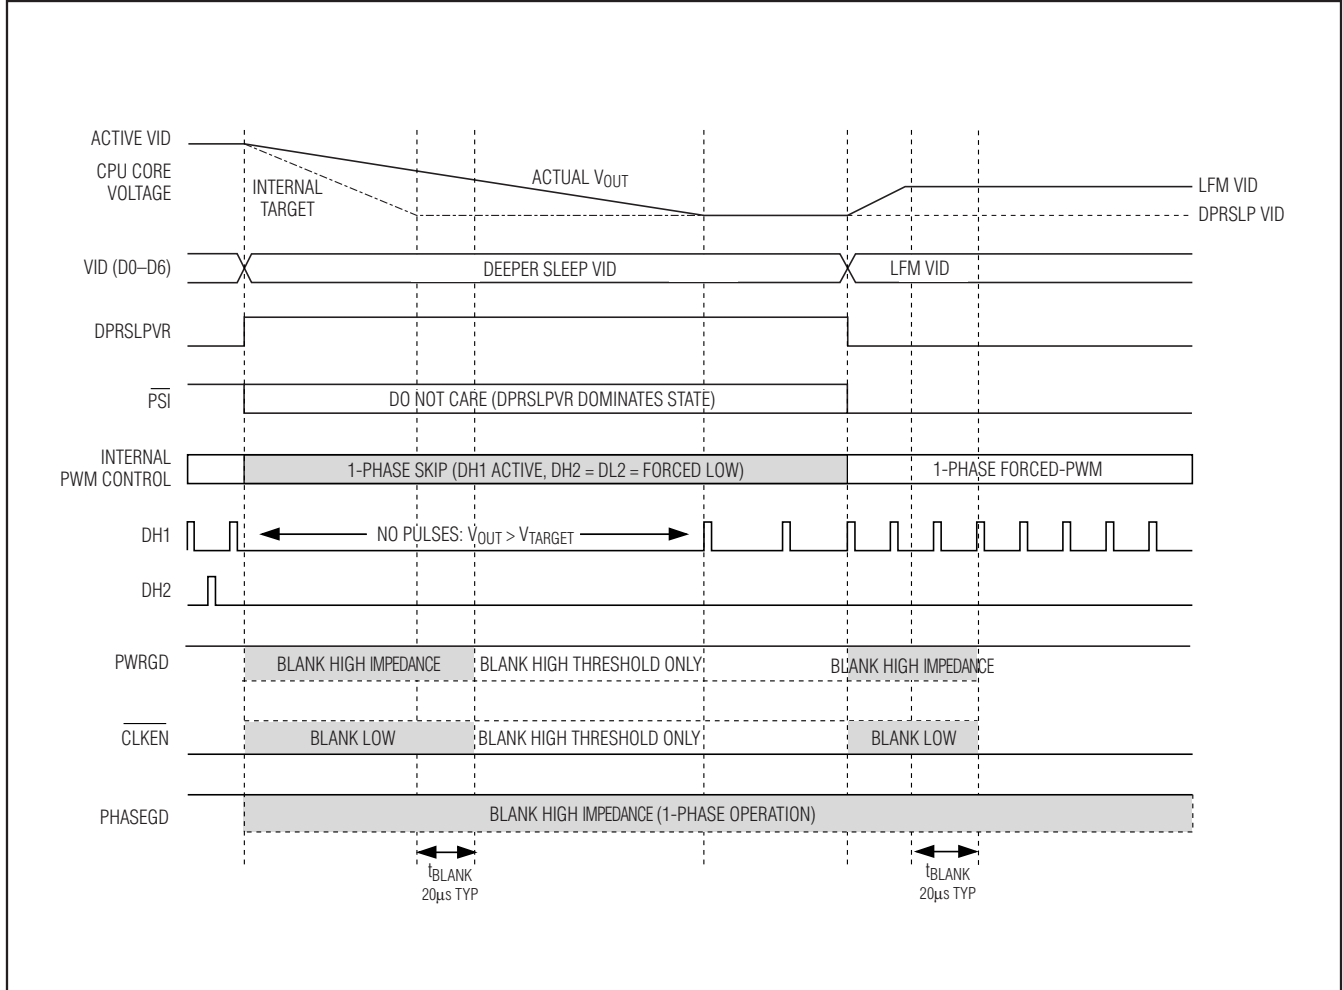 ACTIVE VID
CPU CORE
VOLTAGE
INTERNAL
TARGET
ACTUAL VOUT
LFM VID
DPRSLP VID
VID (D0–D6)
DEEPER SLEEP VID
LFM VID
DPRSLPVR
PSI
DO NOT CARE (DPRSLPVR DOMINATES STATE)
INTERNAL
PWM CONTROL
1-PHASE SKIP (DH1 ACTIVE, DH2 = DL2 = FORCED LOW)
1-PHASE FORCED-PWM
DH1
NO PULSES: VOUT > VTARGET
DH2
PWRGD
BLANK HIGH IMPEDANCE
BLANK HIGH THRESHOLD ONLY
BLANK HIGH IMPEDANCE
CLKEN
BLANK LOW
BLANK HIGH THRESHOLD ONLY
BLANK LOW
PHASEGD
BLANK HIGH IMPEDANCE (1-PHASE OPERATION)
tBLANK
20μs TYP
tBLANK
20μs TYP